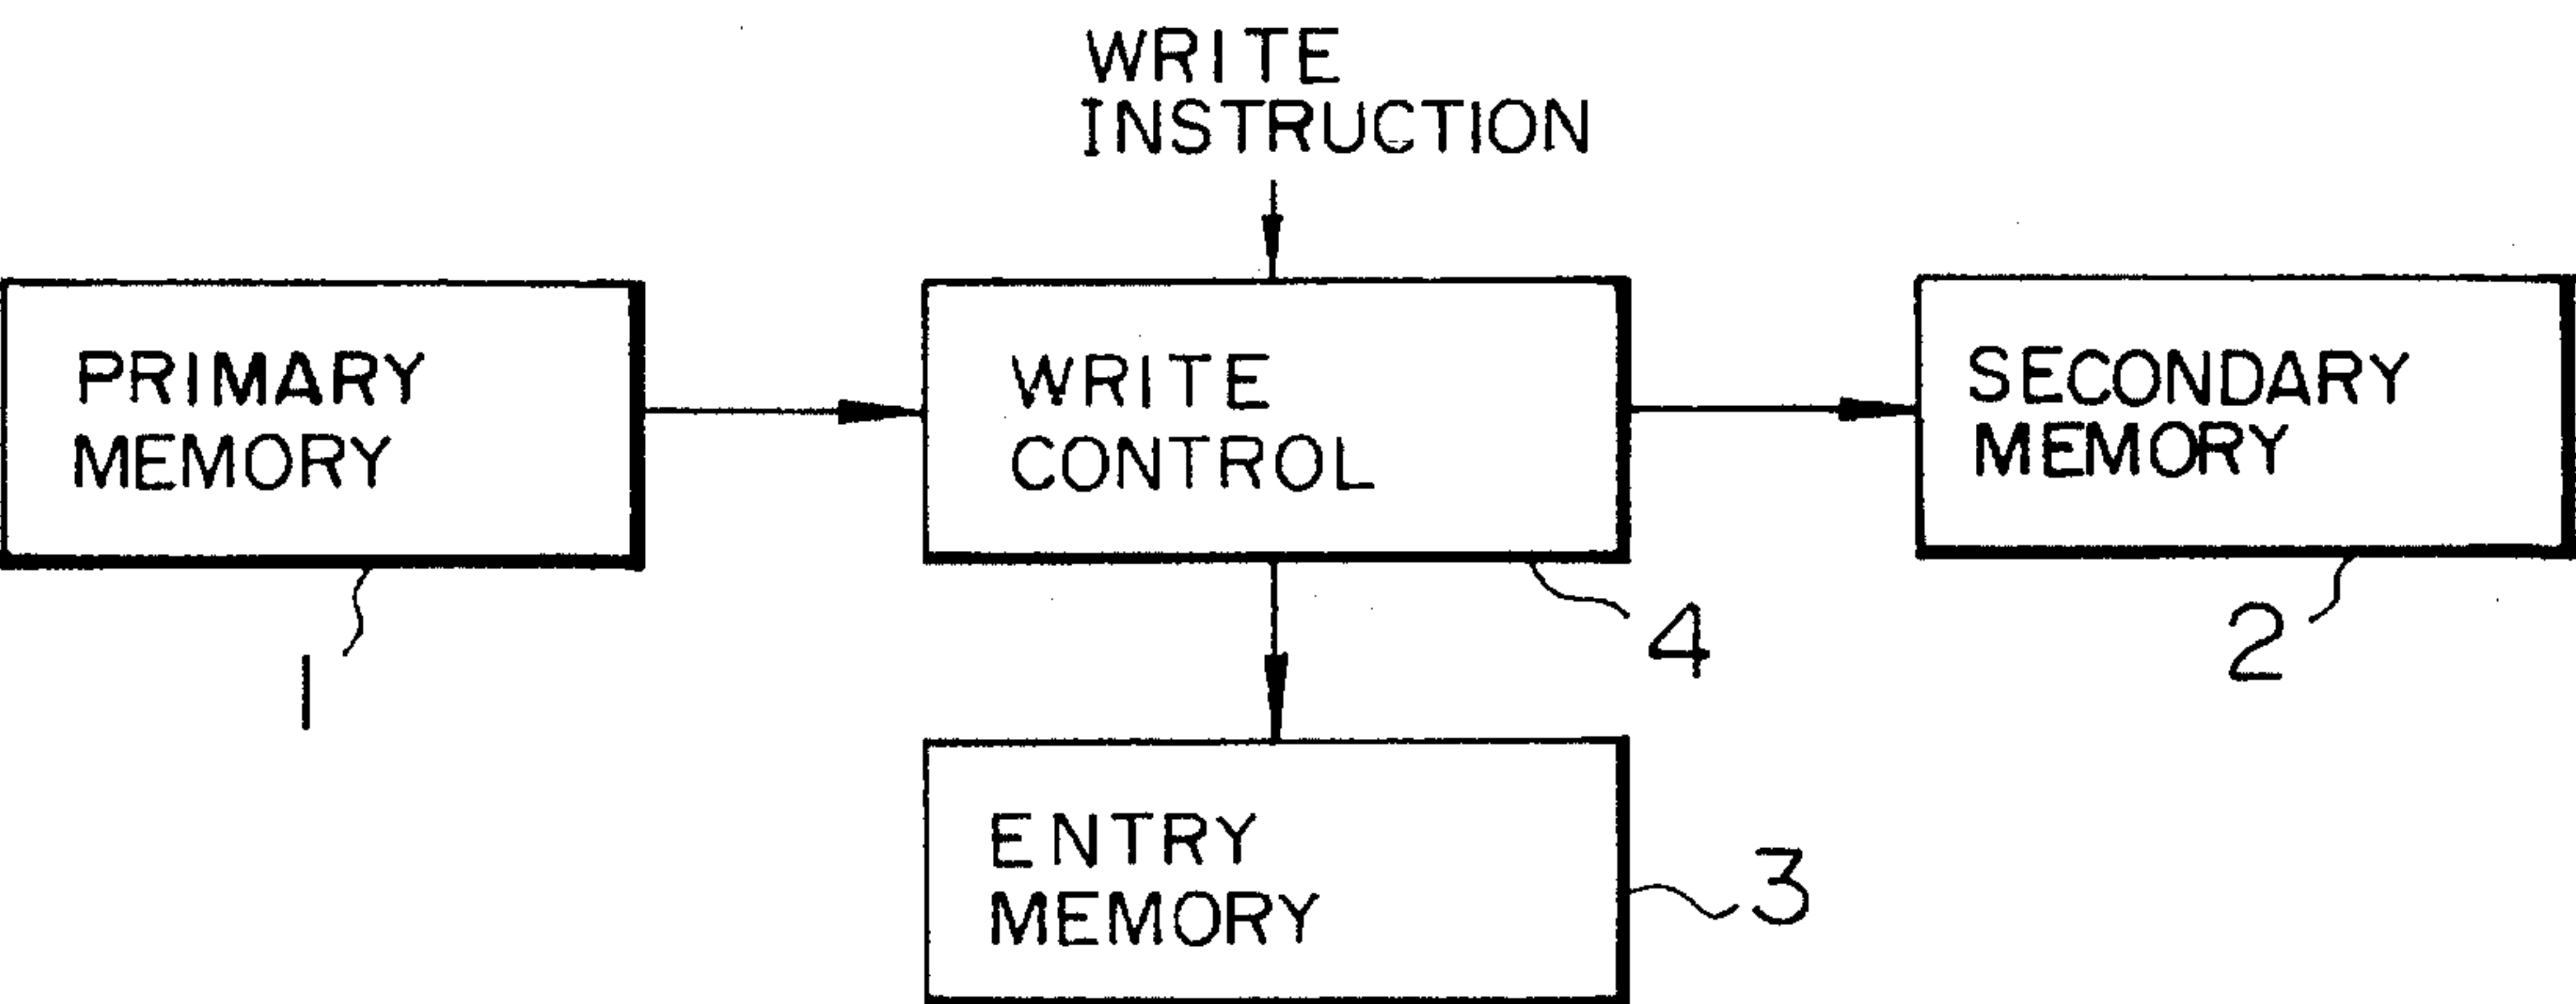 WRITE
INSTRUCTION
PRIMARY
MEMORY
WRITE
CONTROL
SECONDARY
MEMORY
1
4
2
ENTRY
MEMORY
3